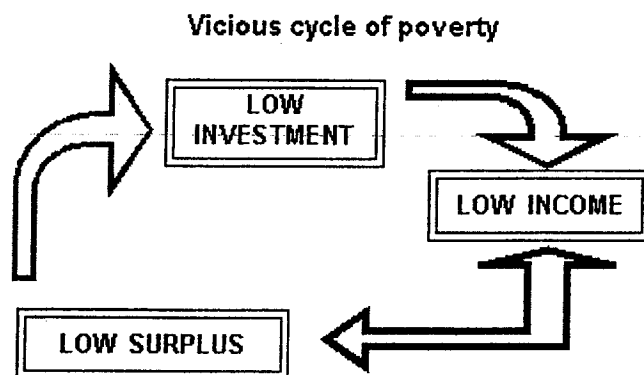 Vicious cycle of poverty
LOW
INVESTMENT
LOW INCOME
LOW SURPLUS